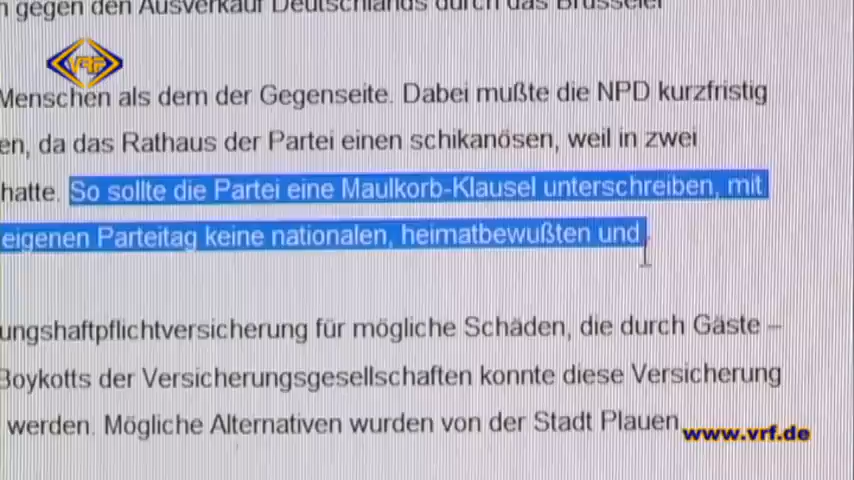 gegen den Ausverkauf Deutschlands durch das Brüsseler
VRF
Menschen als dem der Gegenseite. Dabei mußte die NPD kurzfristig
en, da das Rathaus der Partei einen schikanösen, weil in zwei
hatte. So sollte die Partei eine Maulkorb-Klausel unterschreiben, mit
eigenen Parteitag keine nationalen, heimatbewußten und
ungshaftpflichtversicherung für mögliche Schäden, die durch Gäste –
Boykotts der Versicherungsgesellschaften konnte diese Versicherung
werden. Mögliche Alternativen wurden von der Stadt Plauen
www.vrf.de